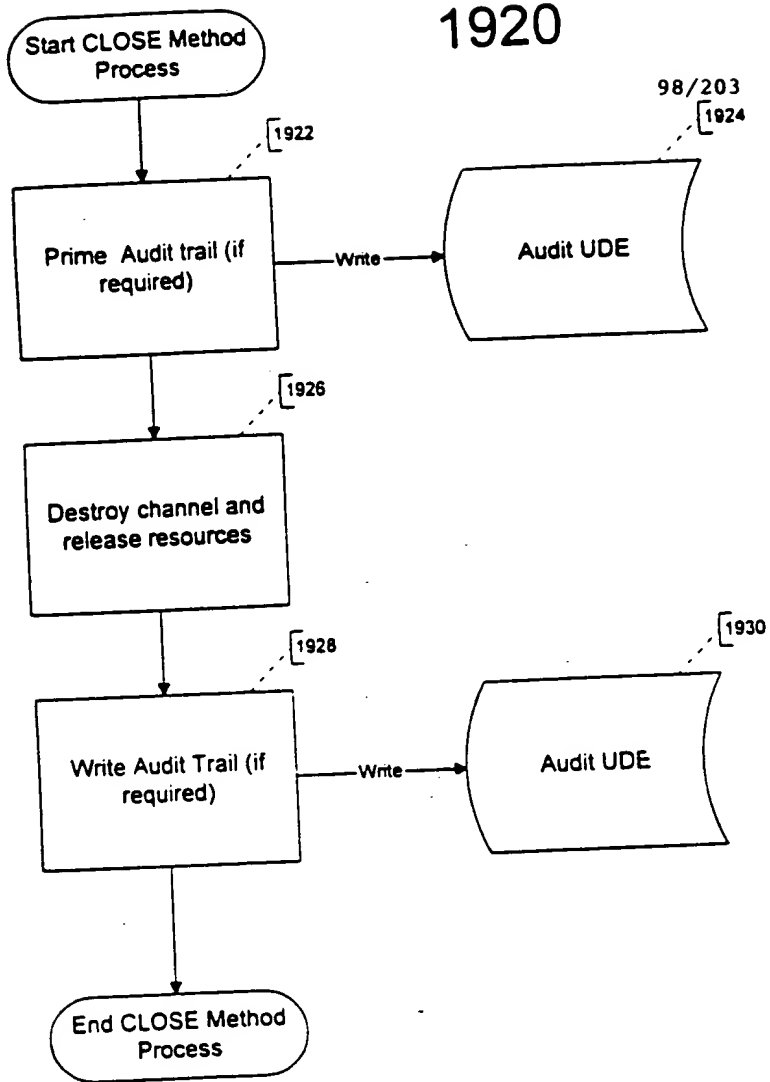 1920
Start CLOSE Method
Process
98/203
1922
1924
Prime Audit trail (if
required)
Write
Audit UDE
1926
Destroy channel and
release resources
1928
1930
Write Audit Trail (if
required)
Write
Audit UDE
End CLOSE Method
Process